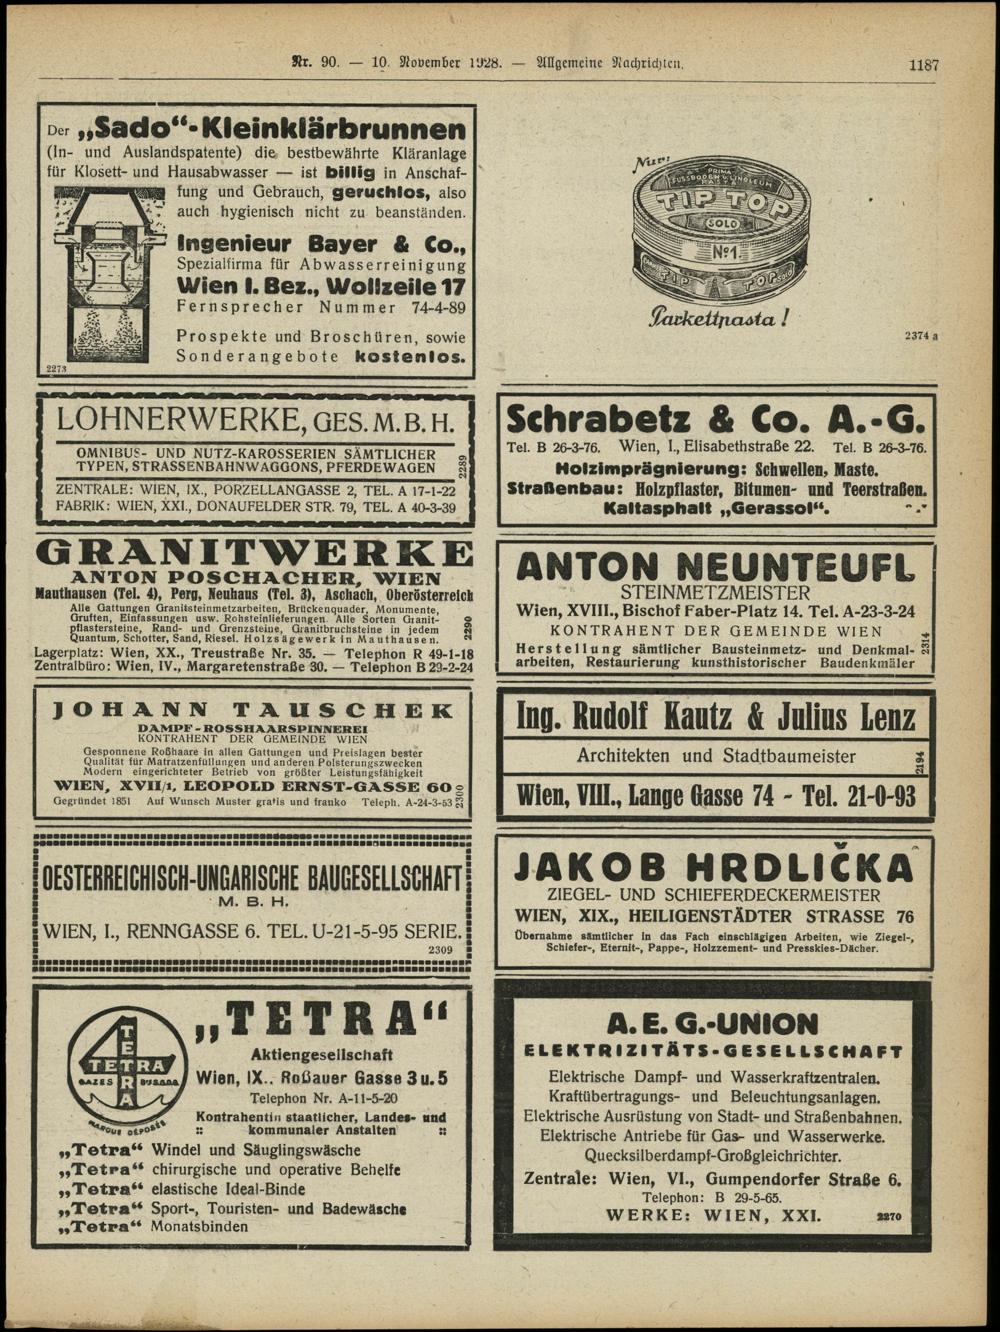 Nr. 90. — 10. November 1928. — Allgemeine Nachrichten.
1187
Der „Sado“-Kleinklärbrunnen
(In- und Auslandspatente) die bestbewährte Kläranlage
für Klosett- und Hausabwasser — ist billig in Anschaf-
fung und Gebrauch, geruchlos, also
auch hygienisch nicht zu beanständen.
Ingenieur Bayer & Co.,
Spezialfirma für Abwasserreinigung
Wien I. Bez., Wollzeile 17
Fernsprecher Nummer 74-4-89
Prospekte und Broschüren, sowie
Sonderangebote kostenlos.
2273
Nur:
PRIMA
FUSSBODEN U. LINOLEUM
PASTA
TIP TOP
SOLO
No 1.
TIP TOP SOLO
Parkettpasta!
2374 a
LOHNERWERKE, GES. M. B. H.
OMNIBUS- UND NUTZ-KAROSSERIEN SÄMTLICHER
TYPEN, STRASSENBAHNWAGGONS, PFERDEWAGEN
2289
ZENTRALE: WIEN, IX., PORZELLANGASSE 2, TEL. A 17-1-22
FABRIK: WIEN, XXI., DONAUFELDER STR. 79, TEL. A 40-3-39
Schrabetz & Co. A.-G.
Tel. B 26-3-76. Wien, I., Elisabethstraße 22. Tel. B 26-3-76.
Holzimprägnierung: Schwellen, Maste.
Straßenbau: Holzpflaster, Bitumen- und Teerstraßen.
Kaltasphalt „Gerassol“.
GRANITWERKE
ANTON POSCHACHER, WIEN
Mauthausen (Tel. 4), Perg, Neuhaus (Tel. 3), Aschach, Oberösterreich
Alle Gattungen Granitsteinmetzarbeiten, Brückenquader, Monumente,
Gruften, Einfassungen usw. Rohsteinlieferungen. Alle Sorten Granit-
pflastersteine, Rand- und Grenzsteine, Granitbruchsteine in jedem
Quantum, Schotter, Sand, Riesel. Holzsägewerk in Mauthausen.
2290
Lagerplatz: Wien, XX., Treustraße Nr. 35. — Telephon R 49-1-18
Zentralbüro: Wien, IV., Margaretenstraße 30. — Telephon B 29-2-24
ANTON NEUNTEUFL
STEINMETZMEISTER
Wien, XVIII., Bischof Faber-Platz 14. Tel. A-23-3-24
KONTRAHENT DER GEMEINDE WIEN
Herstellung sämtlicher Bausteinmetz- und Denkmal-
arbeiten, Restaurierung kunsthistorischer Baudenkmäler
2314
JOHANN TAUSCHEK
DAMPF-ROSSHAARSPINNEREI
KONTRAHENT DER GEMEINDE WIEN
Gesponnene Roßhaare in allen Gattungen und Preislagen bester
Qualität für Matratzenfüllungen und anderen Polsterungszwecken
Modern eingerichteter Betrieb von größter Leistungsfähigkeit
WIEN, XVII/1, LEOPOLD ERNST-GASSE 60
Gegründet 1851 Auf Wunsch Muster gratis und franko Teleph. A-24-3-53
2300
Ing. Rudolf Kautz & Julius Lenz
Architekten und Stadtbaumeister
2194
Wien, VIII., Lange Gasse 74 - Tel. 21-0-93
OESTERREICHISCH-UNGARISCHE BAUGESELLSCHAFT
M. B. H.
WIEN, I., RENNGASSE 6. TEL. U-21-5-95 SERIE.
2309
JAKOB HRDLIČKA
ZIEGEL- UND SCHIEFERDECKERMEISTER
WIEN, XIX., HEILIGENSTÄDTER STRASSE 76
Übernahme sämtlicher in das Fach einschlägigen Arbeiten, wie Ziegel-,
Schiefer-, Eternit-, Pappe-, Holzzement- und Presskies-Dächer.
TETRA
TETRA
GAZES
MARQUE DÉPOSÉE
„TETRA“
Aktiengesellschaft
Wien, IX.. Roßauer Gasse 3 u. 5
Telephon Nr. A-11-5-20
Kontrahentin staatlicher, Landes- und
:: kommunaler Anstalten ::
„Tetra“ Windel und Säuglingswäsche
„Tetra“ chirurgische und operative Behelfe
„Tetra“ elastische Ideal-Binde
„Tetra“ Sport-, Touristen- und Badewäsche
„Tetra“ Monatsbinden
A. E. G.-UNION
ELEKTRIZITÄTS-GESELLSCHAFT
Elektrische Dampf- und Wasserkraftzentralen.
Kraftübertragungs- und Beleuchtungsanlagen.
Elektrische Ausrüstung von Stadt- und Straßenbahnen.
Elektrische Antriebe für Gas- und Wasserwerke.
Quecksilberdampf-Großgleichrichter.
Zentrale: Wien, VI., Gumpendorfer Straße 6.
Telephon: B 29-5-65.
WERKE: WIEN, XXI.
2270